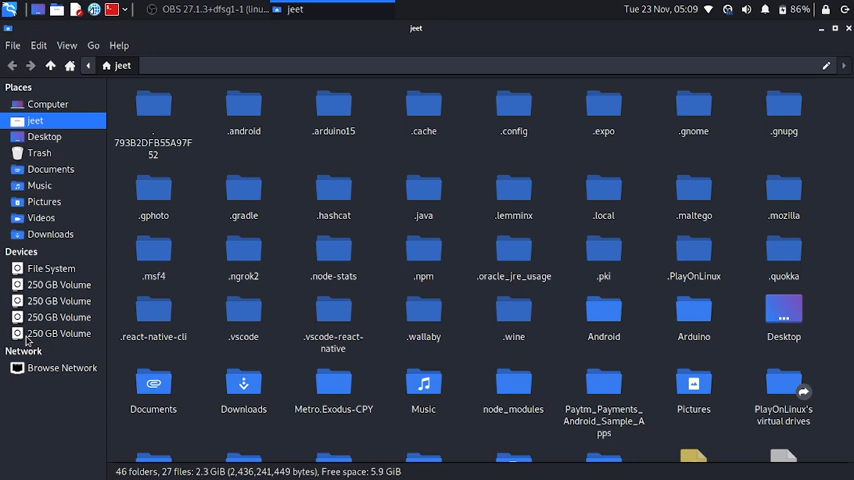 OBS 27.1.3+dfsg1-1 (linu...
jeet
Tue 23 Nov, 05:09
86%
jeet
File Edit View Go Help
jeet
Places
Computer
jeet
Desktop
Trash
Documents
Music
Pictures
Videos
Downloads
Devices
File System
250 GB Volume
250 GB Volume
250 GB Volume
250 GB Volume
Network
Browse Network
.
793B2DFB55A97F
52
.android
.arduino15
.cache
.config
.expo
.gnome
.gnupg
.gphoto
.gradle
.hashcat
.java
.lemminx
.local
.maltego
.mozilla
.msf4
.ngrok2
.node-stats
.npm
.oracle_jre_usage
.pki
.PlayOnLinux
.quokka
.react-native-cli
.vscode
.vscode-react-
native
.wallaby
.wine
Android
Arduino
Desktop
Documents
Downloads
Metro.Exodus-CPY
Music
node_modules
Paytm_Payments_
Android_Sample_A
pps
Pictures
PlayOnLinux's
virtual drives
46 folders, 27 files: 2.3 GiB (2,436,241,449 bytes), Free space: 5.9 GiB